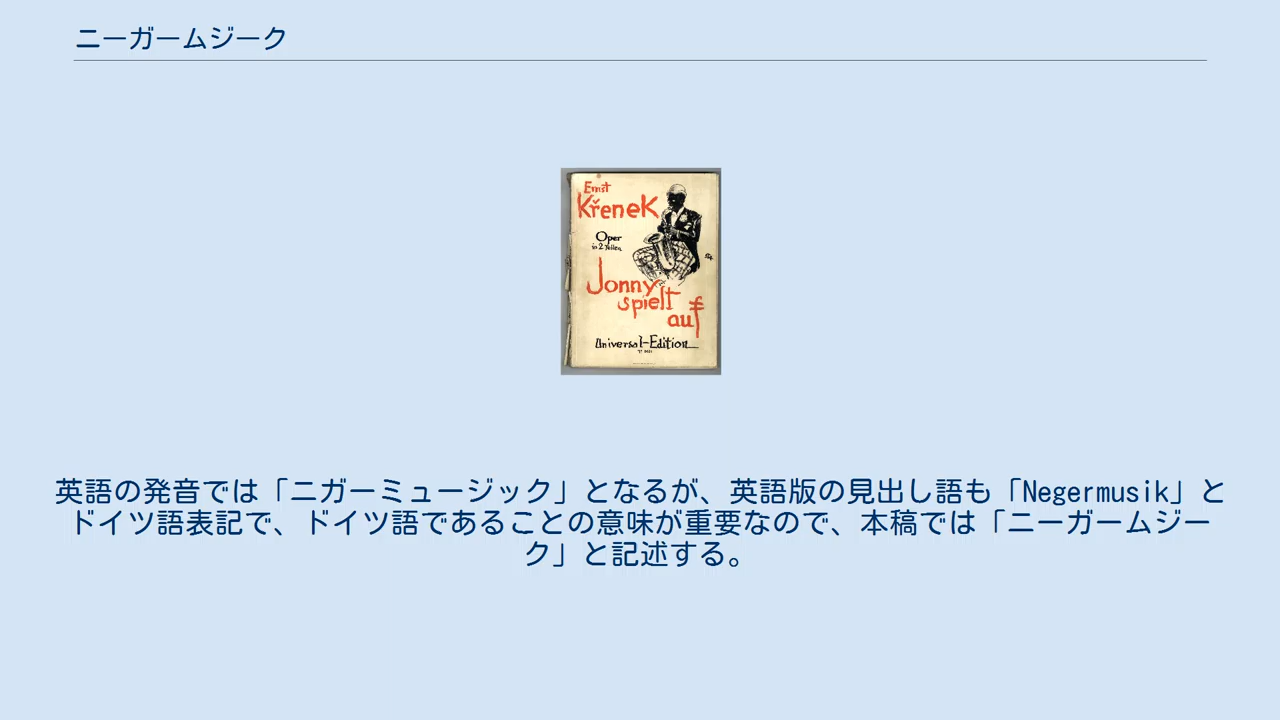 ニーガームジーク
Ernst
Křenek
Oper
in 2 Teilen
Jonny
spielt
auf
Universal-Edition
英語の発音では「ニガーミュージック」となるが、英語版の見出し語も「Negermusik」と
ドイツ語表記で、ドイツ語であることの意味が重要なので、本稿では「ニーガームジー
ク」と記述する。